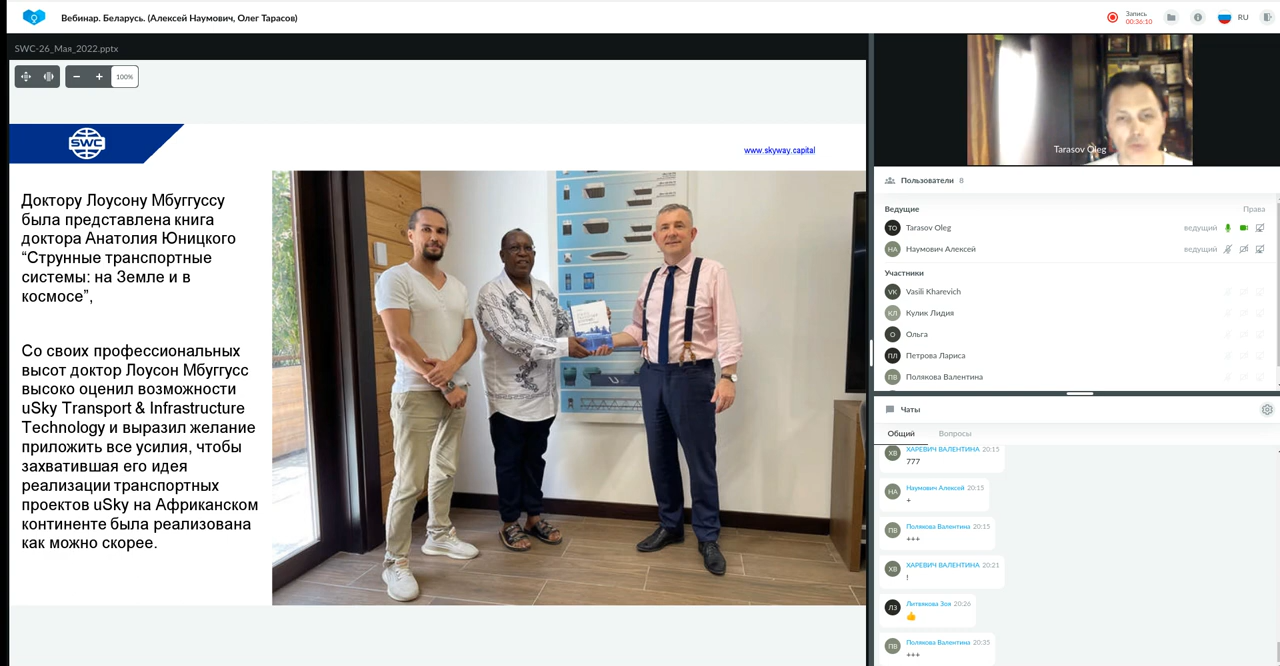 Вебинар. Беларусь. (Алексей Наумович, Олег Тарасов)
Запись
00:36:10
RU
SWC-26_Мая_2022.pptx
100%
SWC
www.skyway.capital
Доктору Лоусону Мбуггуссу
была представлена книга
доктора Анатолия Юницкого
“Струнные транспортные
системы: на Земле и в
космосе”,
Со своих профессиональных
высот доктор Лоусон Мбуггусс
высоко оценил возможности
uSky Transport & Infrastructure
Technology и выразил желание
приложить все усилия, чтобы
захватившая его идея
реализации транспортных
проектов uSky на Африканском
континенте была реализована
как можно скорее.
Tarasov Oleg
Пользователи 8
Ведущие
Права
TO Tarasov Oleg ведущий
НА Наумович Алексей ведущий
Участники
VK Vasili Kharevich
КЛ Кулик Лидия
О Ольга
ПЛ Петрова Лариса
ПВ Полякова Валентина
Чаты
Общий Вопросы
ХВ ХАРЕВИЧ ВАЛЕНТИНА 20:15
777
НА Наумович Алексей 20:15
+
ПВ Полякова Валентина 20:15
+++
ХВ ХАРЕВИЧ ВАЛЕНТИНА 20:21
!
ЛЗ Литвякова Зоя 20:26
👍
ПВ Полякова Валентина 20:35
+++